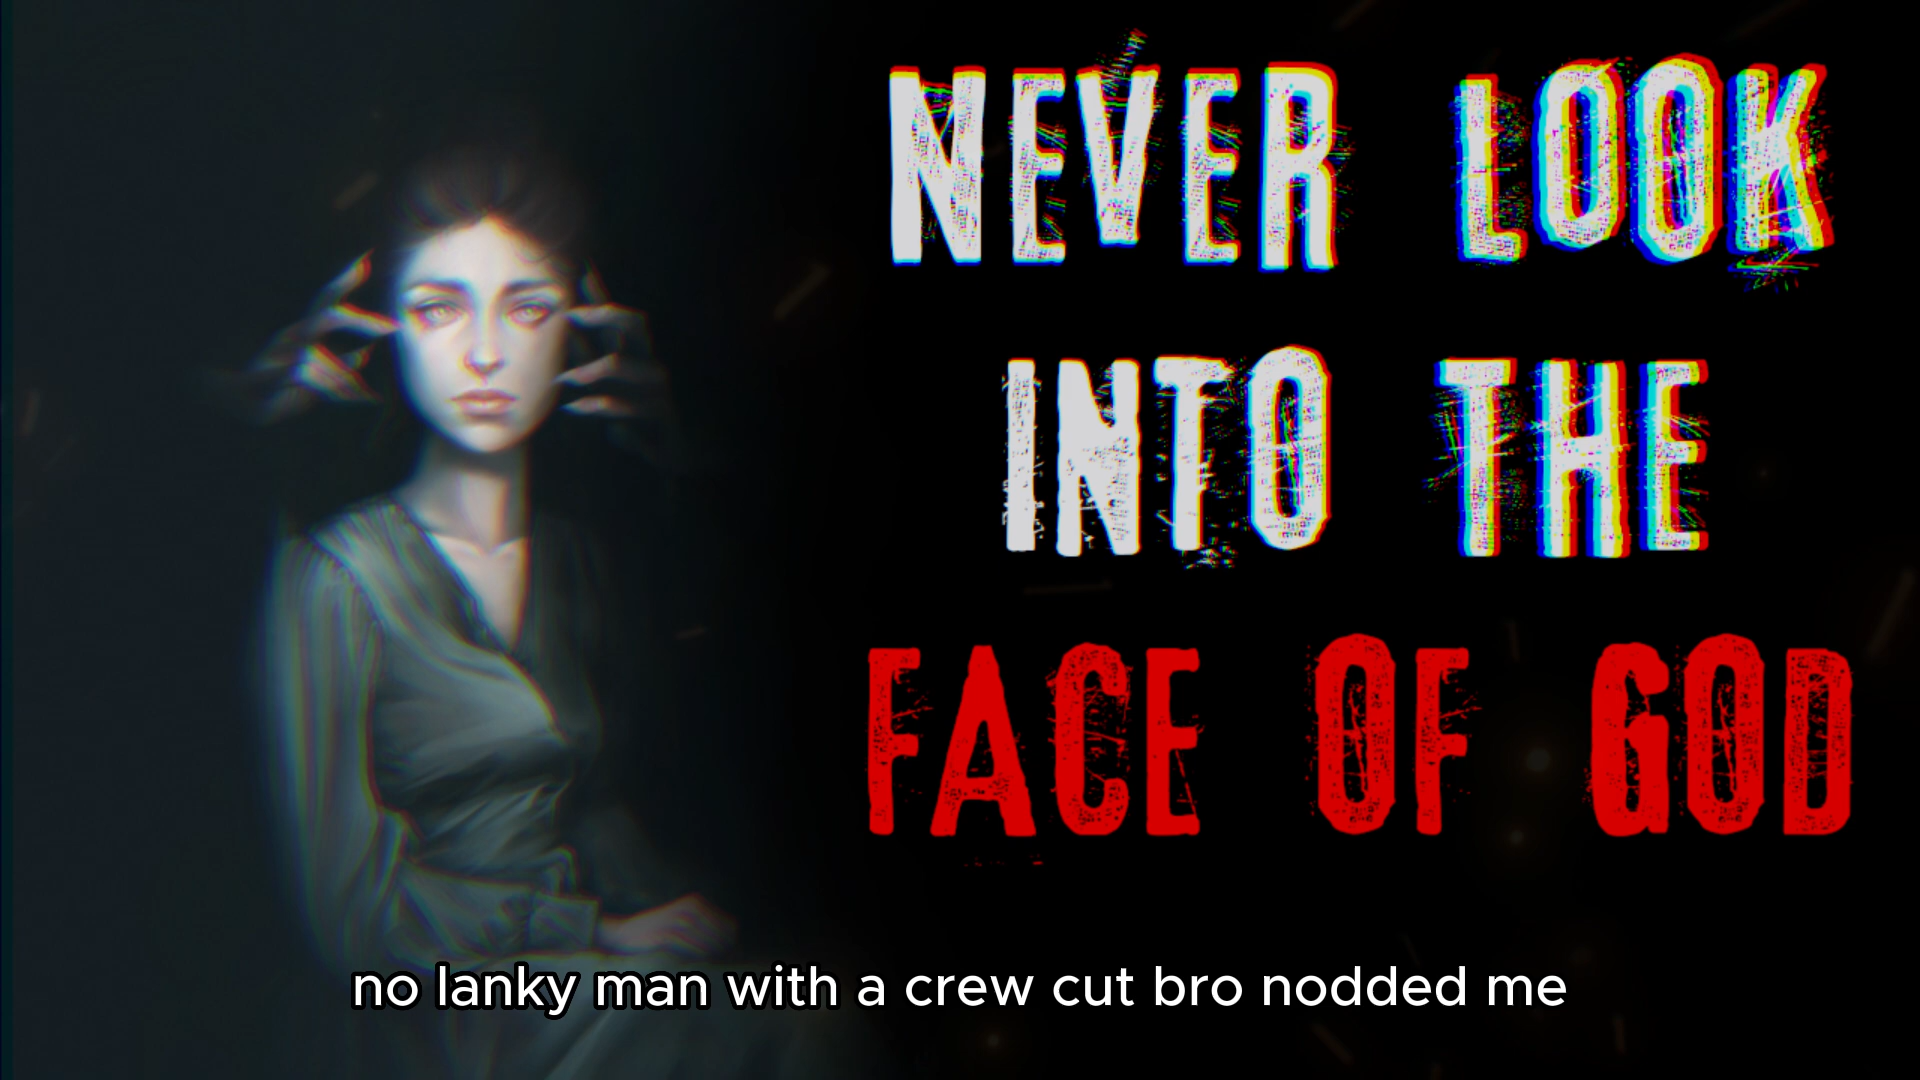 NEVER LOOK
INTO THE
FACE OF GOD
no lanky man with a crew cut bro nodded me